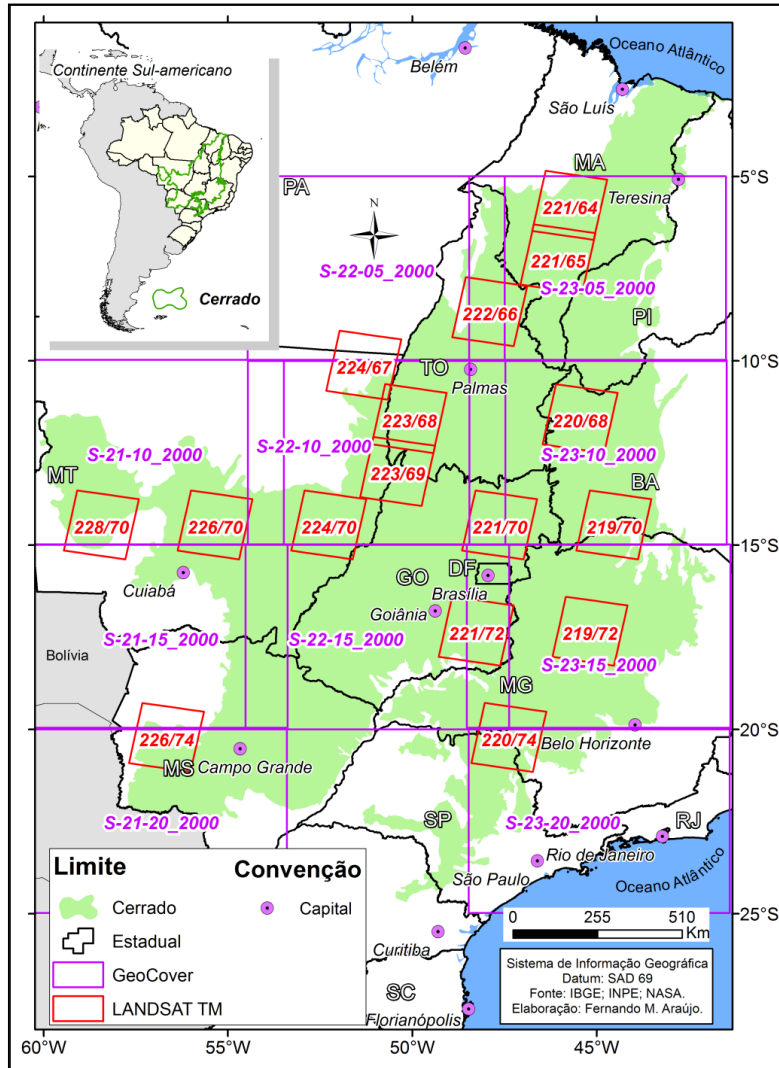 Continente Sul-americano
Cerrado
Belém
Oceano Atlântico
São Luís
MA
PA
5°S
Teresina
221/64
N
S-22-05_2000
221/65
S-23-05_2000
222/66
PI
10°S
224/67
TO
Palmas
223/68
220/68
S-21-10_2000
S-22-10_2000
S-23-10_2000
223/69
MT
BA
228/70
226/70
224/70
221/70
219/70
15°S
Cuiabá
GO
DF
Brasília
Goiânia
S-21-15_2000
S-22-15_2000
221/72
219/72
S-23-15_2000
Bolívia
MG
226/74
220/74
20°S
Belo Horizonte
MS
Campo Grande
S-21-20_2000
SP
S-23-20_2000
RJ
Rio de Janeiro
São Paulo
Oceano Atlântico
Limite
Convenção
Cerrado
Capital
Estadual
GeoCover
LANDSAT TM
0 255 510
Km
25°S
Curitiba
SC
Florianópolis
Sistema de Informação Geográfica
Datum: SAD 69
Fonte: IBGE; INPE; NASA.
Elaboração: Fernando M. Araújo.
60°W
55°W
50°W
45°W